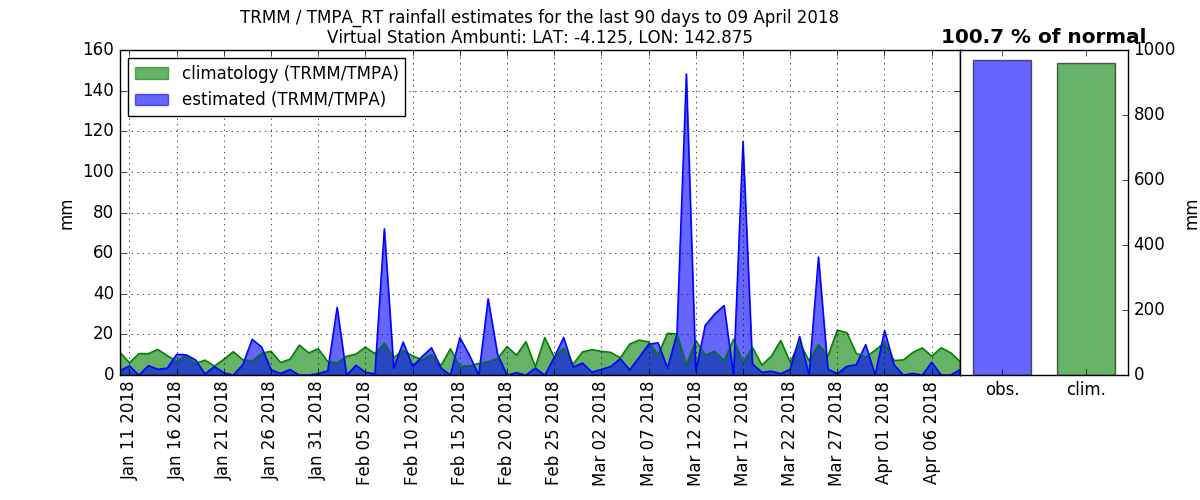 TRMM / TMPA_RT rainfall estimates for the last 90 days to 09 April 2018
Virtual Station Ambunti: LAT: -4.125, LON: 142.875
100.7 % of normal
climatology (TRMM/TMPA)
estimated (TRMM/TMPA)
160
140
120
100
80
60
40
20
0
mm
Jan 11 2018
Jan 16 2018
Jan 21 2018
Jan 26 2018
Jan 31 2018
Feb 05 2018
Feb 10 2018
Feb 15 2018
Feb 20 2018
Feb 25 2018
Mar 02 2018
Mar 07 2018
Mar 12 2018
Mar 17 2018
Mar 22 2018
Mar 27 2018
Apr 01 2018
Apr 06 2018
obs.
clim.
1000
800
600
400
200
0
mm